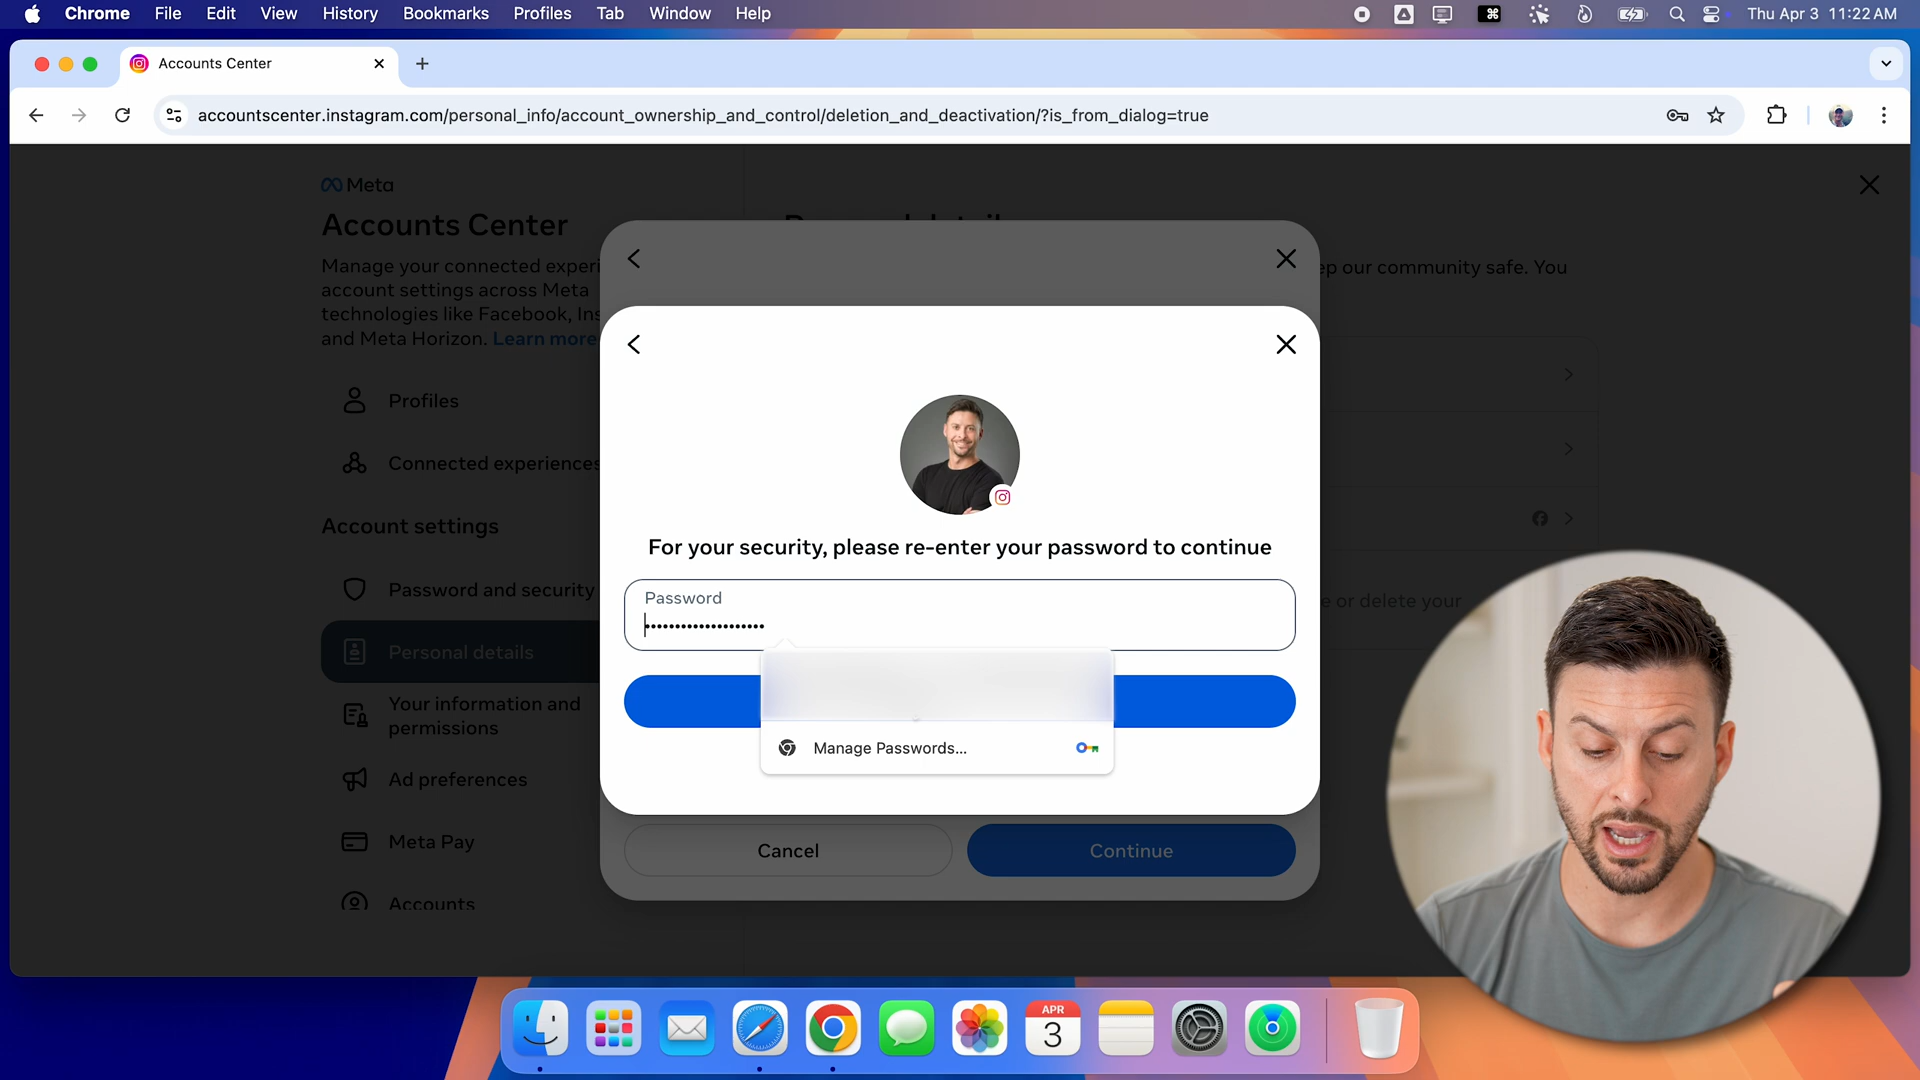 Chrome File Edit View History Bookmarks Profiles Tab Window Help
Thu Apr 3 11:22 AM
Accounts Center
accountscenter.instagram.com/personal_info/account_ownership_and_control/deletion_and_deactivation/?is_from_dialog=true
Meta
Accounts Center
Manage your connected experi
account settings across Meta
technologies like Facebook, Ins
and Meta Horizon. Learn more
Profiles
Connected experiences
Account settings
Password and security
Personal details
Your information and
permissions
Ad preferences
Meta Pay
Accounts
ep our community safe. You
e or delete your
For your security, please re-enter your password to continue
Password
••••••••••••••••••••
Manage Passwords...
Cancel
Continue
APR
3